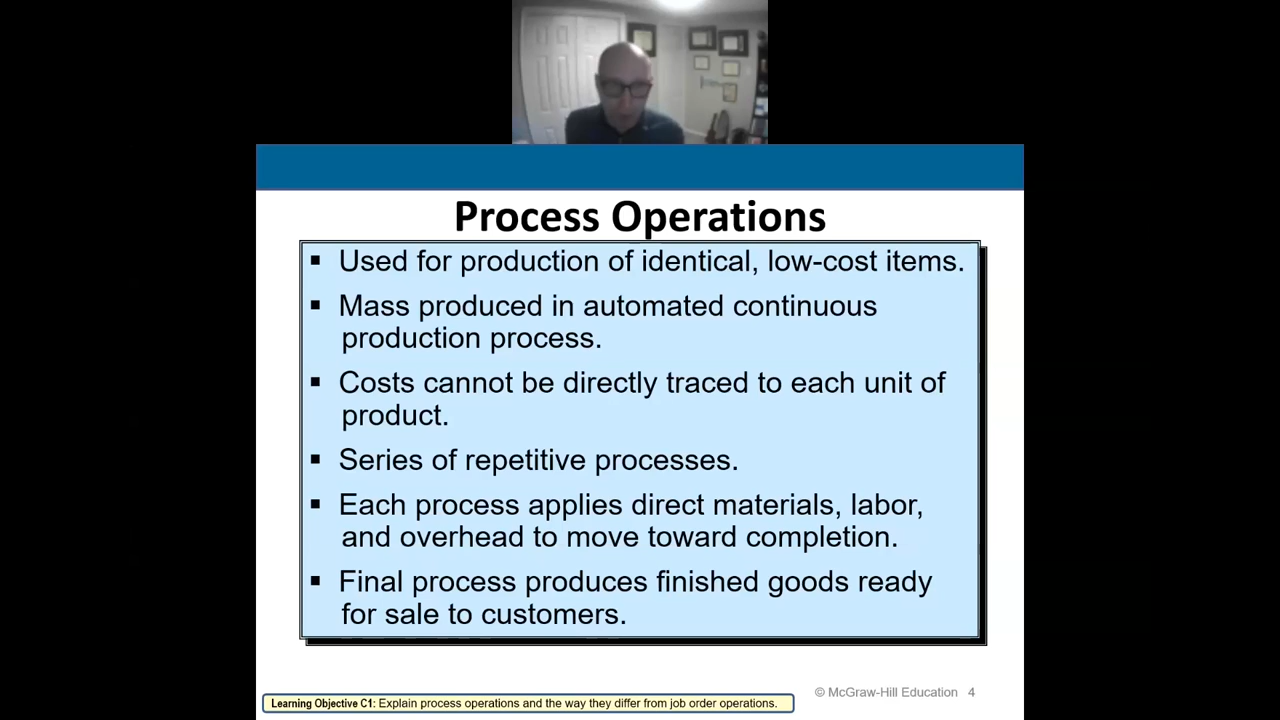 Process Operations
▪ Used for production of identical, low-cost items.
▪ Mass produced in automated continuous
production process.
▪ Costs cannot be directly traced to each unit of
product.
▪ Series of repetitive processes.
▪ Each process applies direct materials, labor,
and overhead to move toward completion.
▪ Final process produces finished goods ready
for sale to customers.
© McGraw-Hill Education 4
Learning Objective C1: Explain process operations and the way they differ from job order operations.